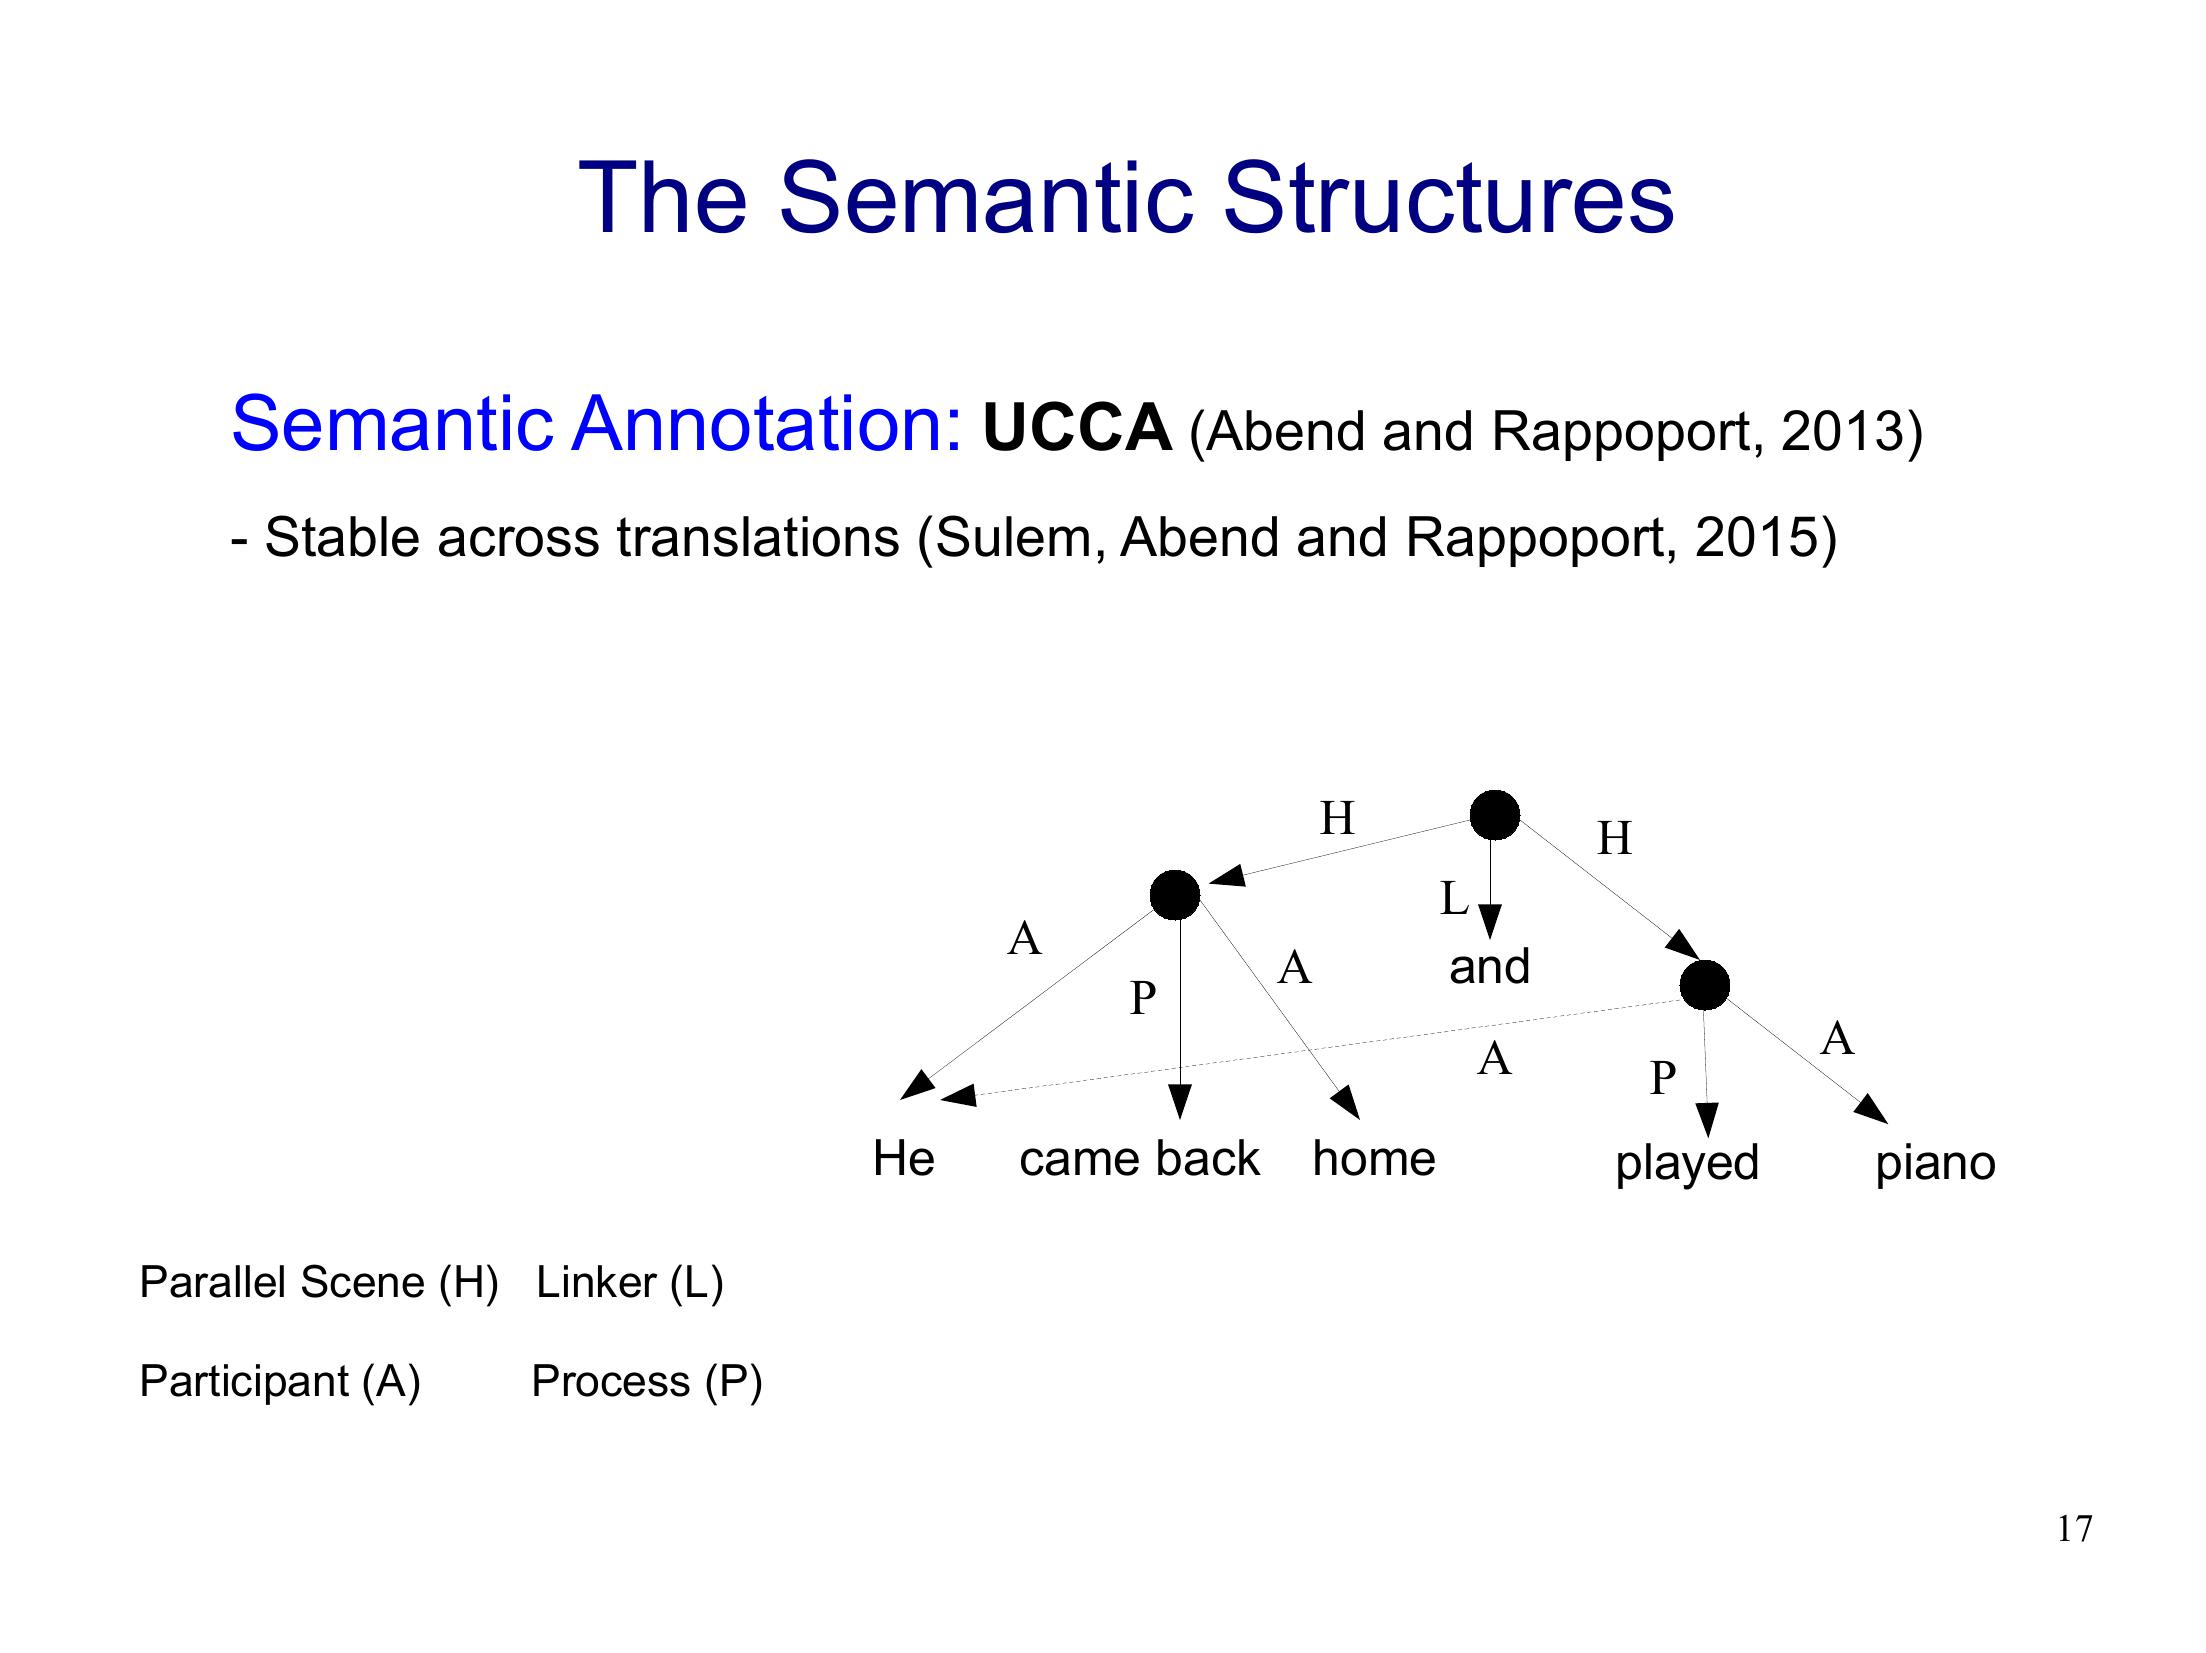 The Semantic Structures
Semantic Annotation: UCCA (Abend and Rappoport, 2013)
- Stable across translations (Sulem, Abend and Rappoport, 2015)
H
H
L
A
A
P
and
A
A
P
He came back home played piano
Parallel Scene (H) Linker (L)
Participant (A) Process (P)
17